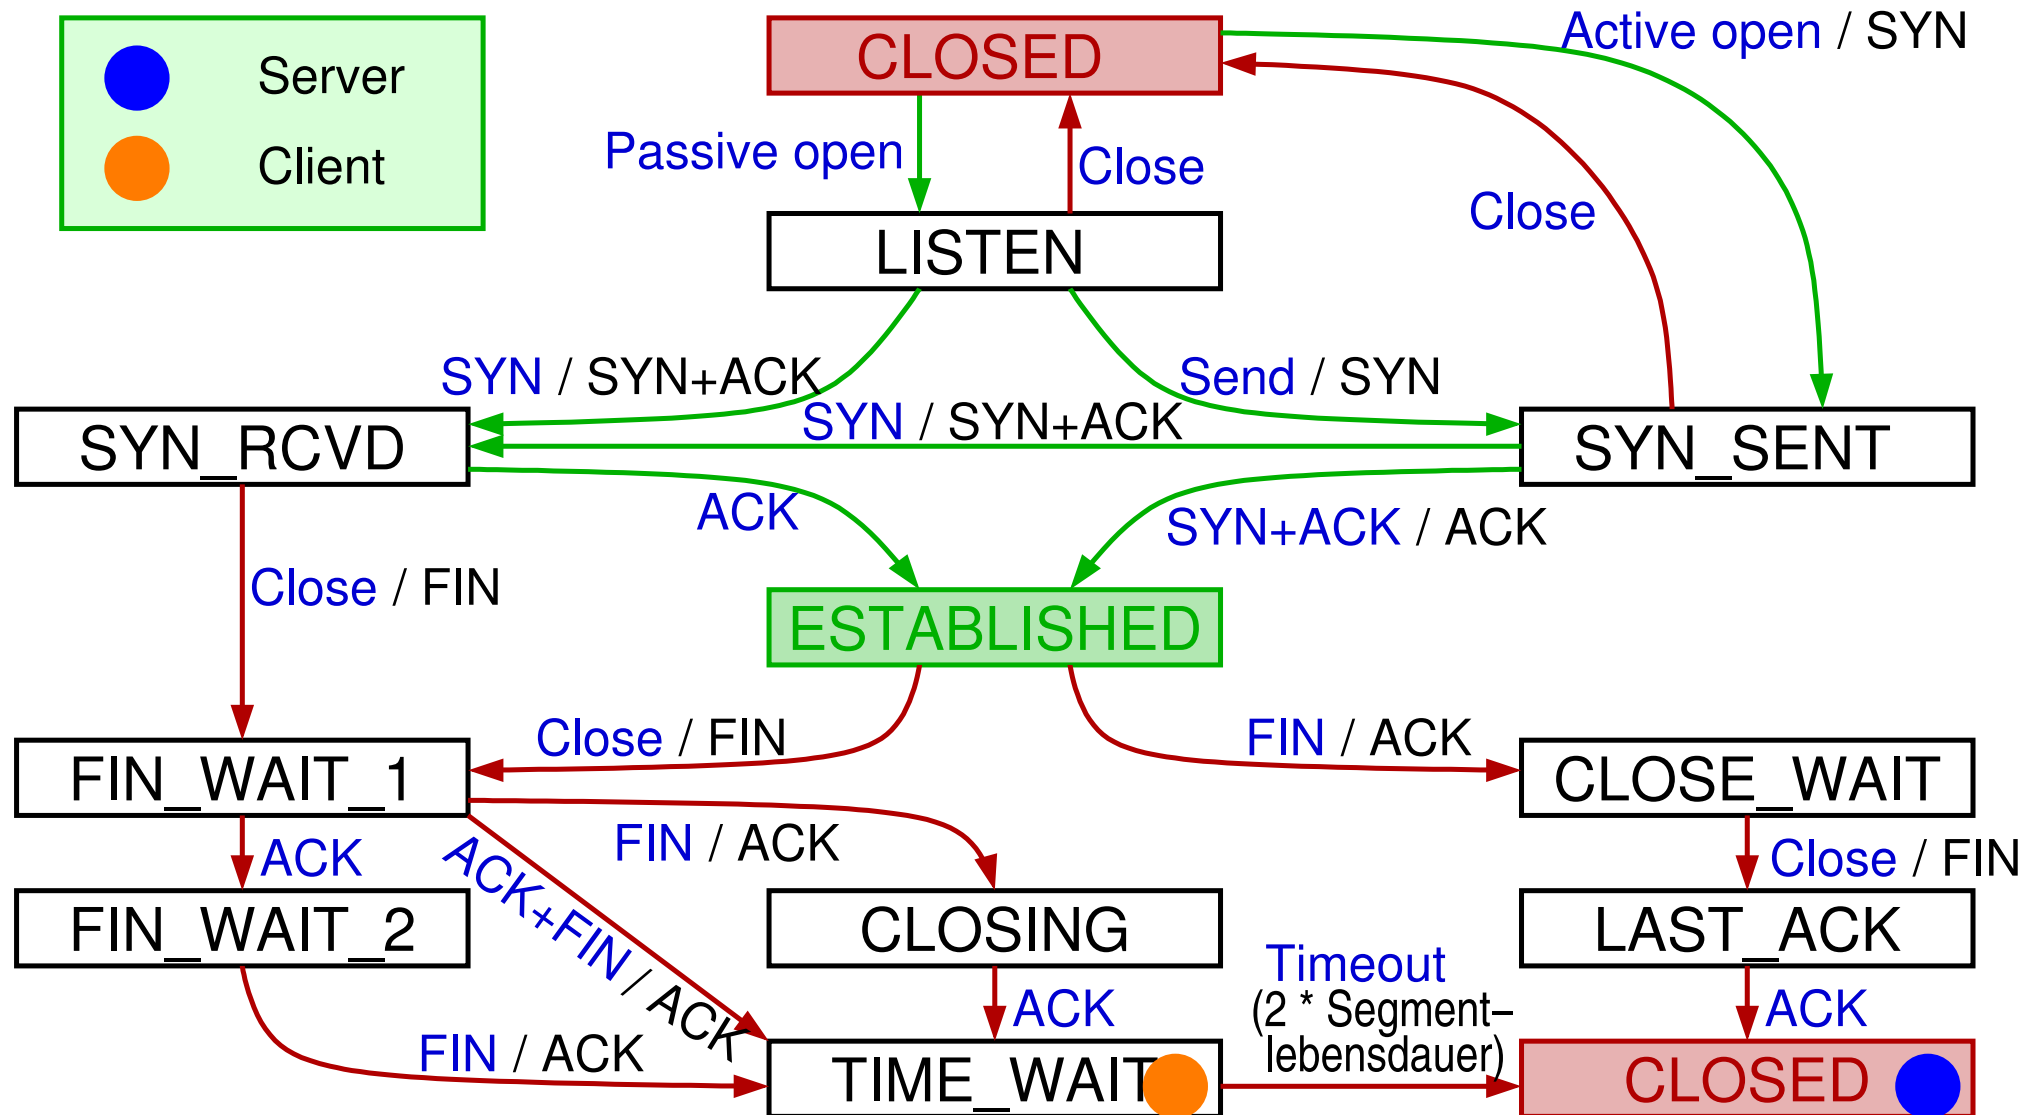 Server
Client
CLOSED
Active open / SYN
Passive open
Close
Close
LISTEN
SYN / SYN+ACK
Send / SYN
SYN / SYN+ACK
SYN_RCVD
SYN_SENT
ACK
SYN+ACK / ACK
Close / FIN
ESTABLISHED
Close / FIN
FIN / ACK
FIN_WAIT_1
CLOSE_WAIT
ACK
ACK+FIN / ACK
FIN / ACK
Close / FIN
FIN_WAIT_2
CLOSING
LAST_ACK
FIN / ACK
ACK
Timeout
(2 * Segment–
lebensdauer)
ACK
TIME_WAIT
CLOSED